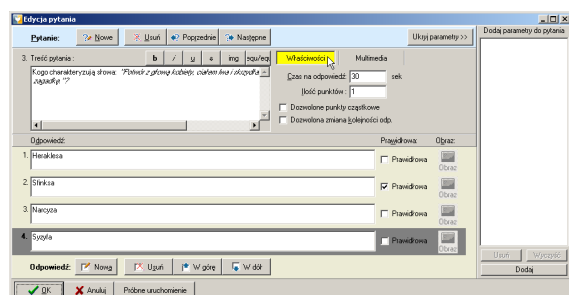 Edycja pytania
Pytanie: Nowe Usuń Poprzednie Następne Ukryj parametry >> Dodaj parametry do pytania
3. Treść pytania: b i u s img squ/equ Właściwości Multimedia
Kogo charakteryzują słowa: "Potwór z głową kobiety, ciałem lwa i skrzydła
zagadkę "?
Czas na odpowiedź: 30 sek
Ilość punktów: 1
Dozwolone punkty cząstkowe
Dozwolona zmiana kolejności odp.
Odpowiedź: Prawidłowa: Obraz:
1. Heraklesa Prawidłowa Obraz
2. Sfinksa Prawidłowa Obraz
3. Narcyza Prawidłowa Obraz
4. Syzyfa Prawidłowa Obraz
Usuń Wyczyść
Odpowiedź: Nowa Usuń W górę W dół Dodaj
OK Anuluj Próbne uruchomienie